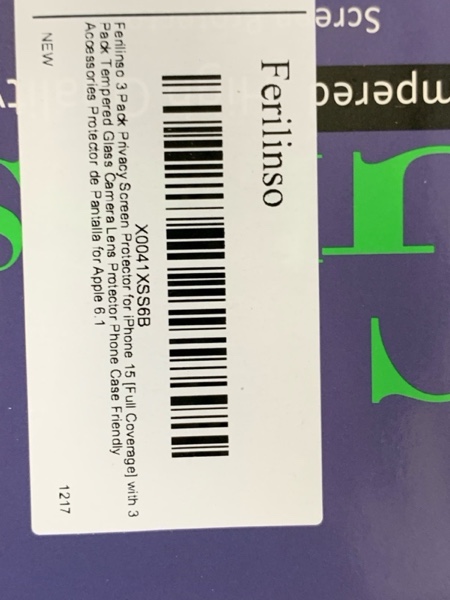 Ferilinso
X0041XSS6B
Ferilinso 3 Pack Privacy Screen Protector for iPhone 15 [Full Coverage] with 3
Pack Tempered Glass Camera Lens Protector Phone Case Friendly
Accessories Protector de Pantalla for Apple 6.1
NEW
1217
Scre
mpered